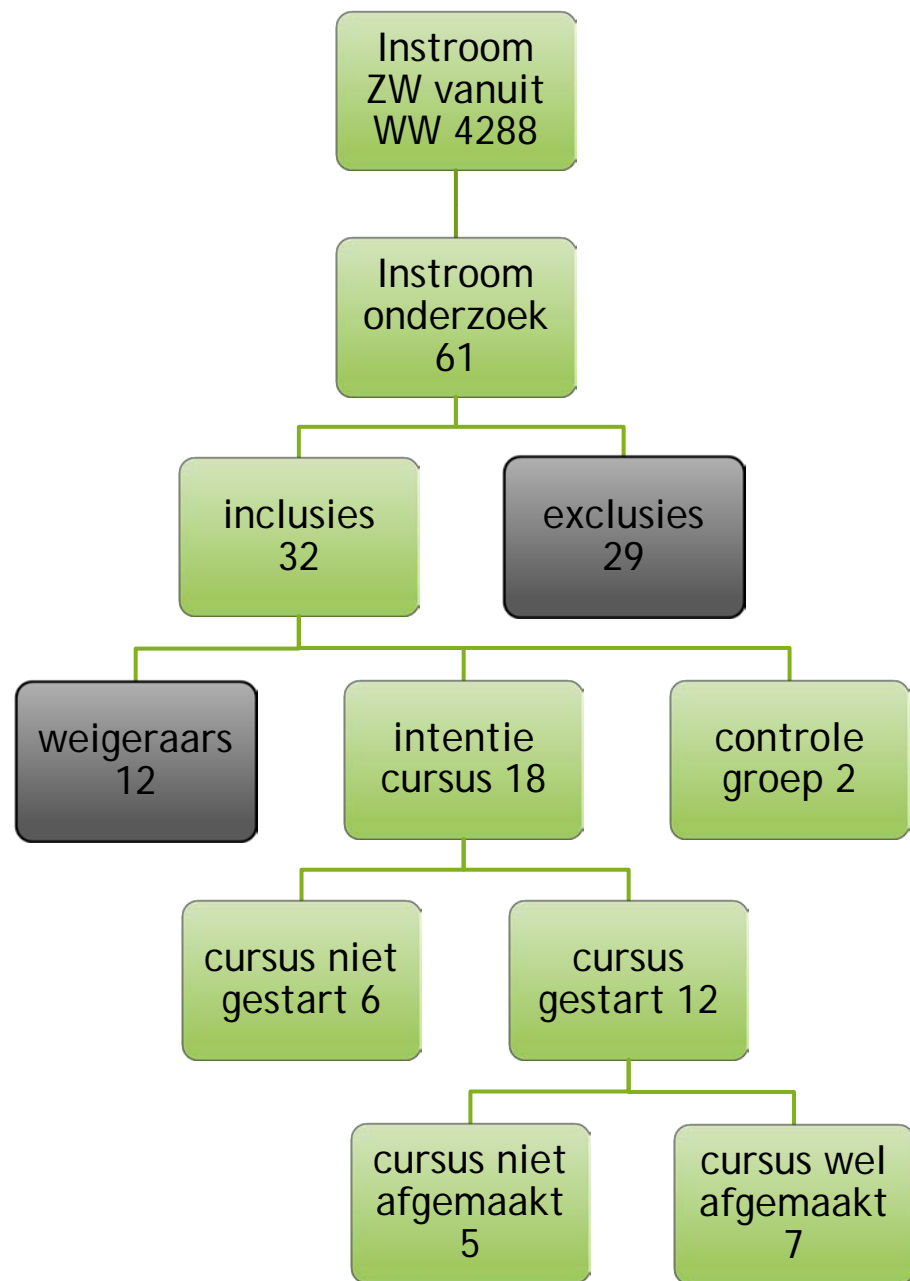 Instroom
ZW vanuit
WW 4288
Instroom
onderzoek
61
inclusies
32
exclusies
29
weigeraars
12
intentie
cursus 18
controle
groep 2
cursus niet
gestart 6
cursus
gestart 12
cursus niet
afgemaakt
5
cursus wel
afgemaakt
7